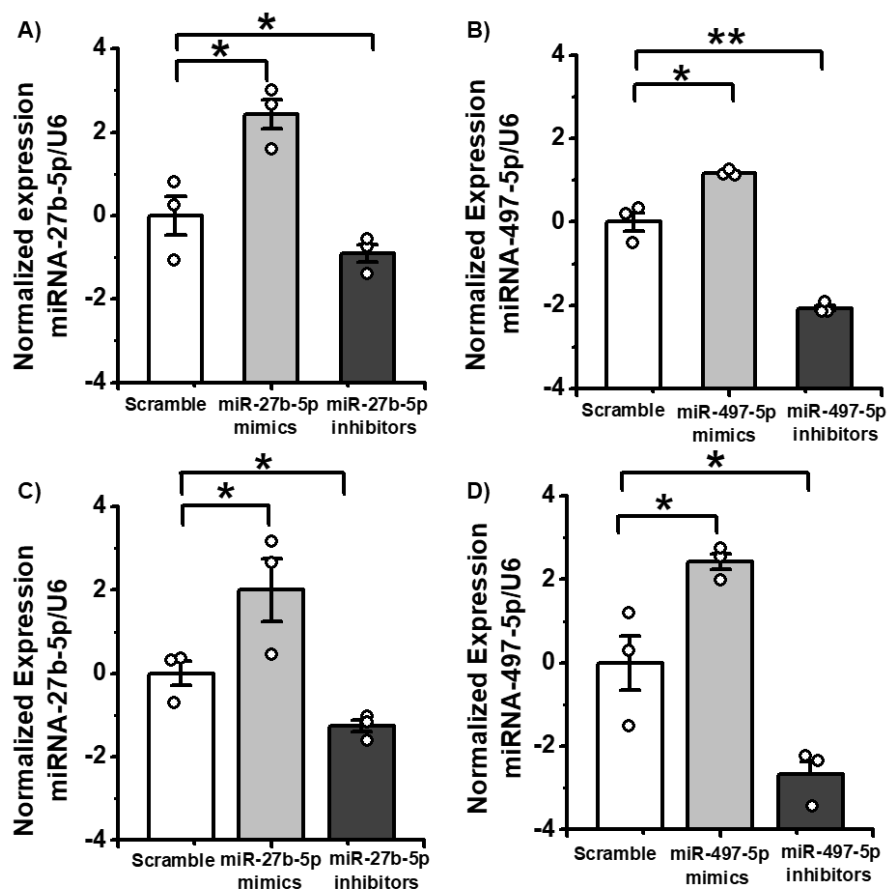 A)
Normalized expression
miRNA-27b-5p/U6
4
2
0
-2
-4
*
*
Scramble
miR-27b-5p
mimics
miR-27b-5p
inhibitors
B)
Normalized Expression
miRNA-497-5p/U6
4
2
0
-2
-4
**
*
Scramble
miR-497-5p
mimics
miR-497-5p
inhibitors
C)
Normalized Expression
miRNA-27b-5p/U6
4
2
0
-2
-4
*
*
Scramble
miR-27b-5p
mimics
miR-27b-5p
inhibitors
D)
Normalized Expression
miRNA-497-5p/U6
4
2
0
-2
-4
*
*
Scramble
miR-497-5p
mimics
miR-497-5p
inhibitors